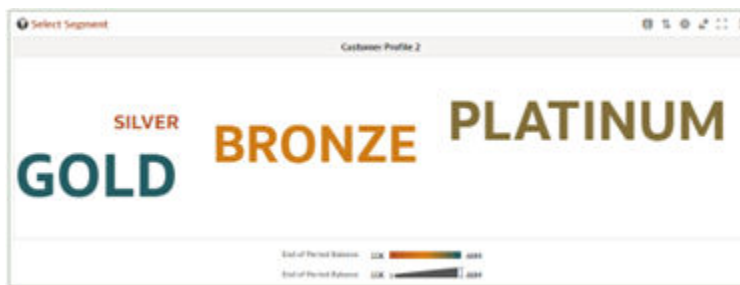 Select Segment
Customer Profile 2
SILVER
GOLD
BRONZE
PLATINUM
End of Period Balance
End of Period Balance